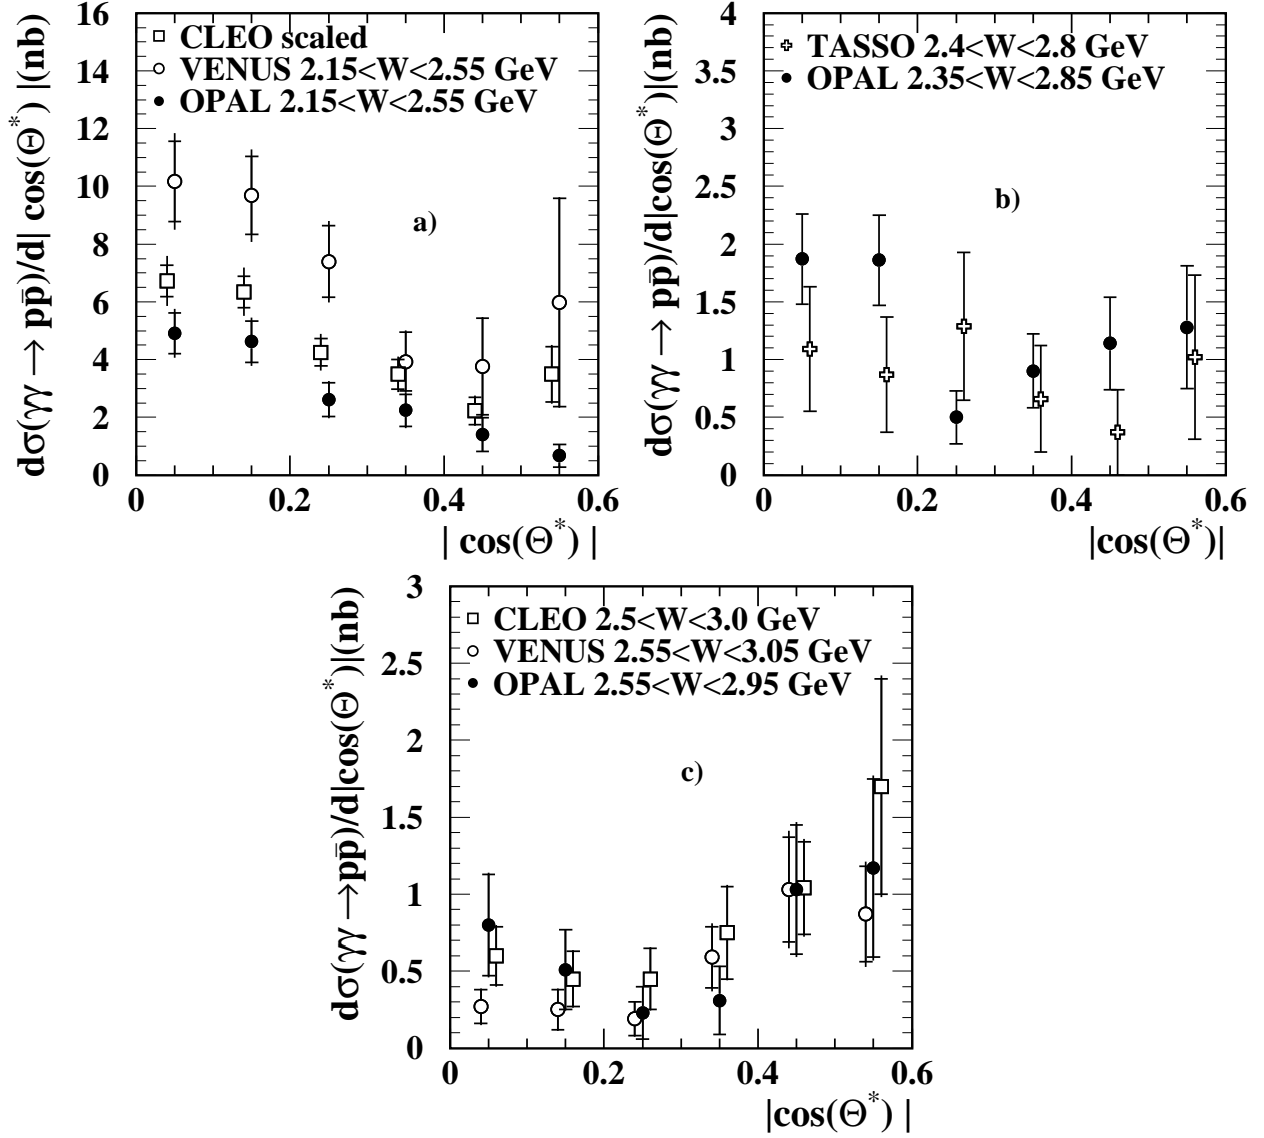 dσ(γγ → pp̄)/d| cos(Θ*) |(nb)
16
14
12
10
8
6
4
2
0
CLEO scaled
VENUS 2.15<W<2.55 GeV
OPAL 2.15<W<2.55 GeV
a)
0 0.2 0.4 0.6
| cos(Θ*) |
dσ(γγ → pp̄)/d|cos(Θ*)|(nb)
4
3.5
3
2.5
2
1.5
1
0.5
0
TASSO 2.4<W<2.8 GeV
OPAL 2.35<W<2.85 GeV
b)
0 0.2 0.4 0.6
|cos(Θ*)|
dσ(γγ →pp̄)/d|cos(Θ*)|(nb)
3
2.5
2
1.5
1
0.5
0
CLEO 2.5<W<3.0 GeV
VENUS 2.55<W<3.05 GeV
OPAL 2.55<W<2.95 GeV
c)
0 0.2 0.4 0.6
|cos(Θ*) |